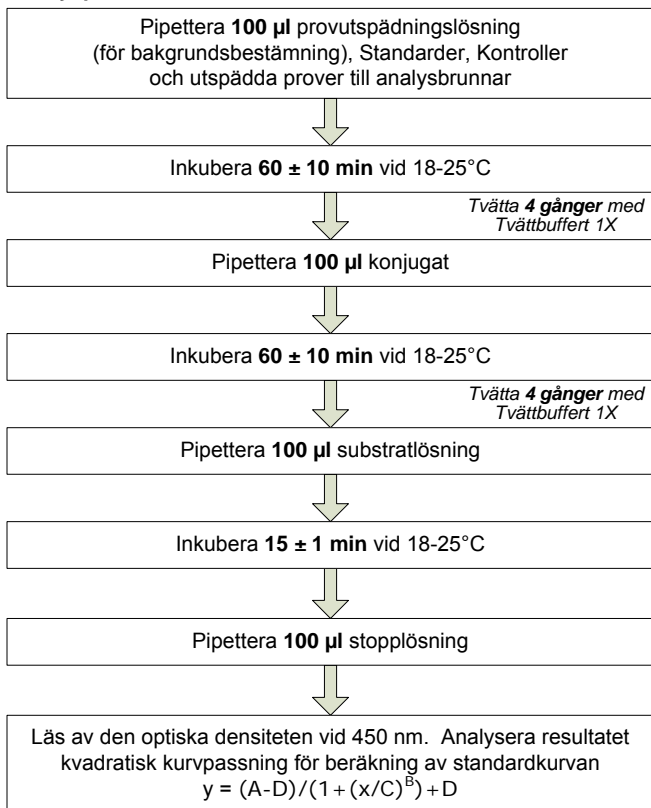 Pipettera 100 µl provutspädningslösning
(för bakgrundsbestämning), Standarder, Kontroller
och utspädda prover till analysbrunnar
Inkubera 60 ± 10 min vid 18-25°C
Tvätta 4 gånger med
Tvättbuffert 1X
Pipettera 100 µl konjugat
Inkubera 60 ± 10 min vid 18-25°C
Tvätta 4 gånger med
Tvättbuffert 1X
Pipettera 100 µl substratlösning
Inkubera 15 ± 1 min vid 18-25°C
Pipettera 100 µl stopplösning
Läs av den optiska densiteten vid 450 nm. Analysera resultatet
kvadratisk kurvpassning för beräkning av standardkurvan
y = (A-D)/(1+(x/C)^B)+D